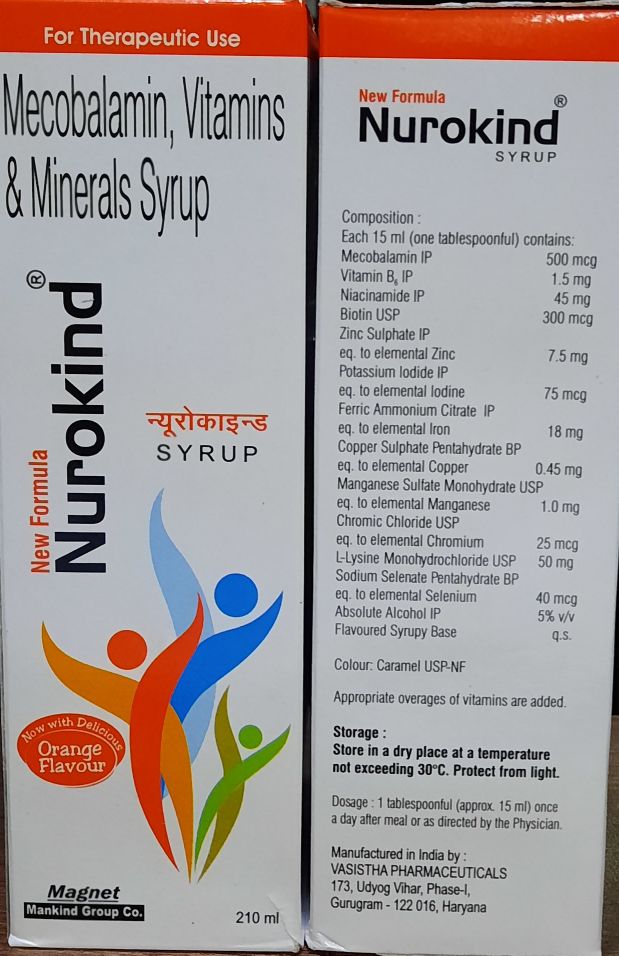 For Therapeutic Use
Mecobalamin, Vitamins
& Minerals Syrup
New Formula
Nurokind®
न्यूरोकाइन्ड
SYRUP
Now with Delicious
Orange
Flavour
Magnet
Mankind Group Co.
210 ml
New Formula
Nurokind®
SYRUP
Composition :
Each 15 ml (one tablespoonful) contains:
Mecobalamin IP 500 mcg
Vitamin B6 IP 1.5 mg
Niacinamide IP 45 mg
Biotin USP 300 mcg
Zinc Sulphate IP
eq. to elemental Zinc 7.5 mg
Potassium Iodide IP
eq. to elemental Iodine 75 mcg
Ferric Ammonium Citrate IP
eq. to elemental Iron 18 mg
Copper Sulphate Pentahydrate BP
eq. to elemental Copper 0.45 mg
Manganese Sulfate Monohydrate USP
eq. to elemental Manganese 1.0 mg
Chromic Chloride USP
eq. to elemental Chromium 25 mcg
L-Lysine Monohydrochloride USP 50 mg
Sodium Selenate Pentahydrate BP
eq. to elemental Selenium 40 mcg
Absolute Alcohol IP 5% v/v
Flavoured Syrupy Base q.s.
Colour: Caramel USP-NF
Appropriate overages of vitamins are added.
Storage :
Store in a dry place at a temperature
not exceeding 30°C. Protect from light.
Dosage : 1 tablespoonful (approx. 15 ml) once
a day after meal or as directed by the Physician.
Manufactured in India by :
VASISTHA PHARMACEUTICALS
173, Udyog Vihar, Phase-I,
Gurugram - 122 016, Haryana